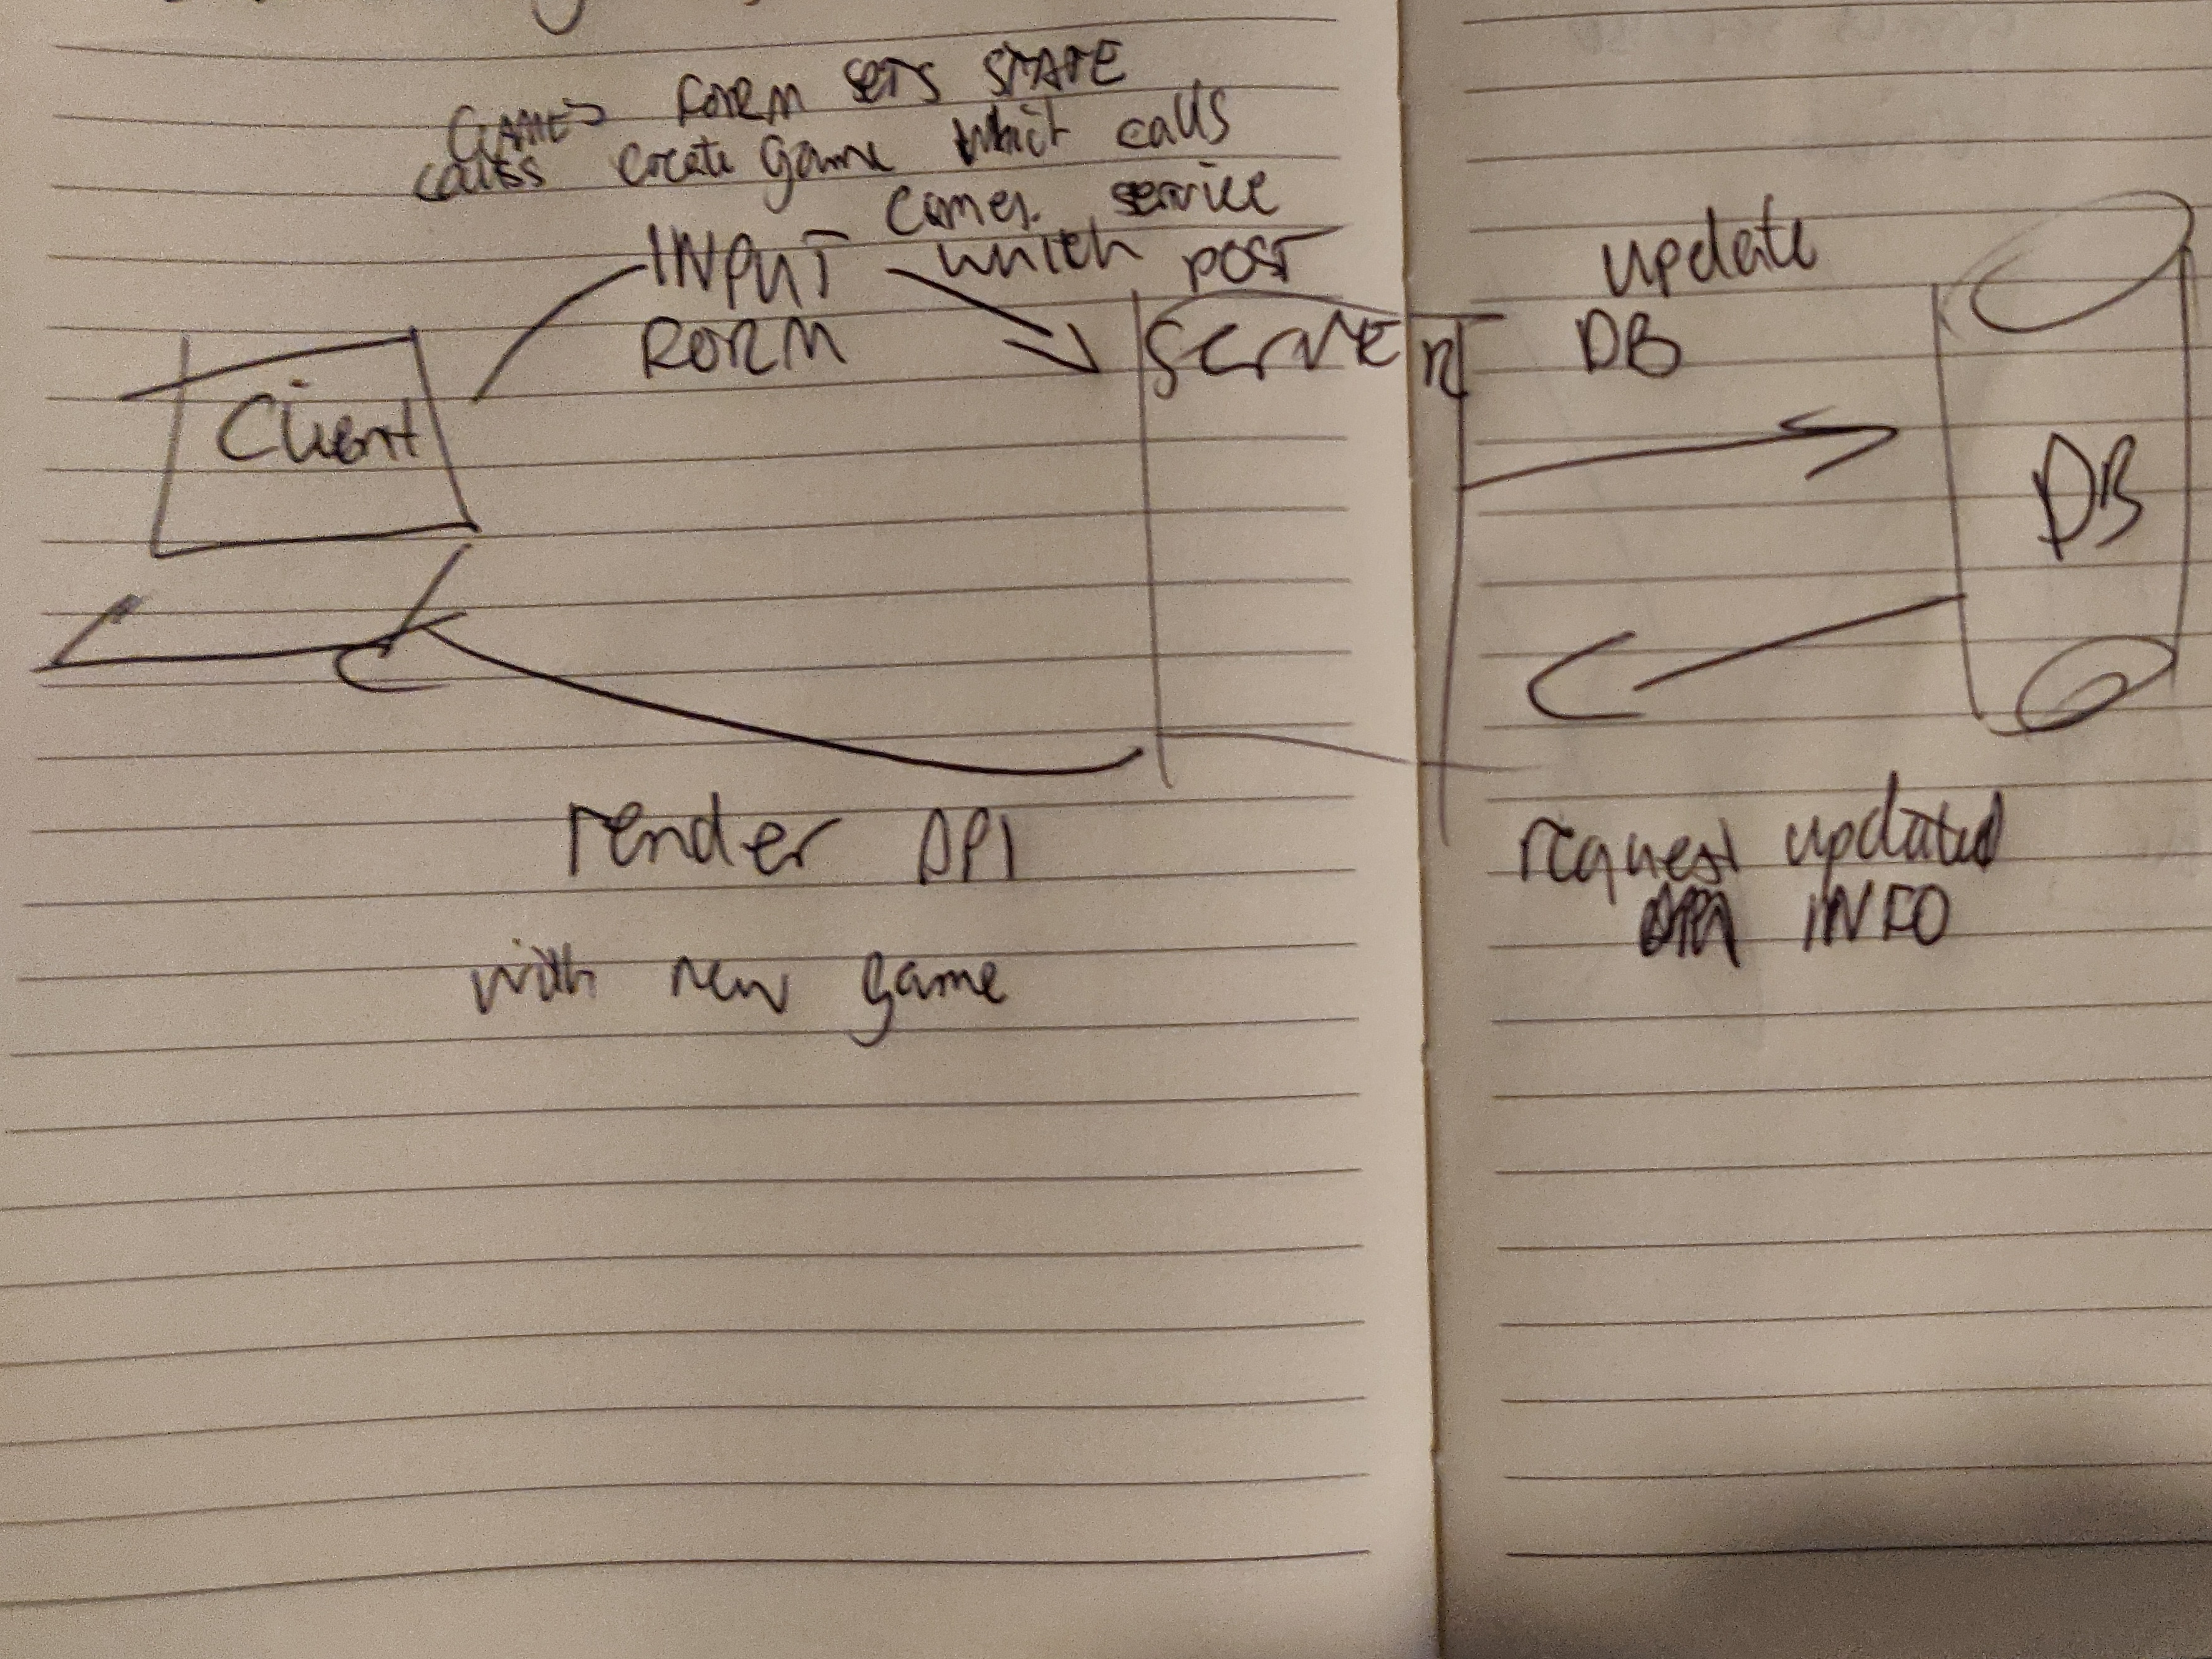 GAMES FORM SETS STATE
calls create game which calls
games service
INPUT which post
FORM
Client
SERVER
update
DB
DB
render API
with new game
request updated
INFO